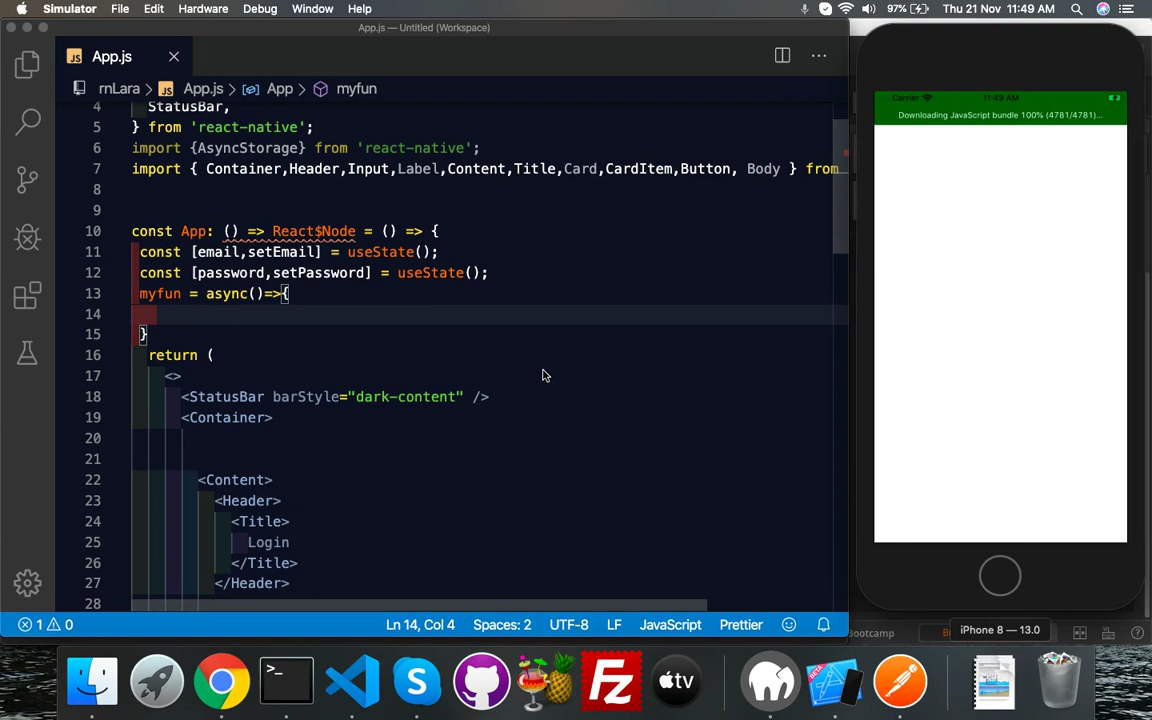 Simulator File Edit Hardware Debug Window Help 97% Thu 21 Nov 11:49 AM
App.js — Untitled (Workspace)
JS App.js
rnLara JS App.js App myfun
4 StatusBar,
5 } from 'react-native';
6 import {AsyncStorage} from 'react-native';
7 import { Container,Header,Input,Label,Content,Title,Card,CardItem,Button, Body } from
8
9
10 const App: () => React$Node = () => {
11 const [email,setEmail] = useState();
12 const [password,setPassword] = useState();
13 myfun = async()=>{
14
15 }
16 return (
17 <>
18 <StatusBar barStyle="dark-content" />
19 <Container>
20
21
22 <Content>
23 <Header>
24 <Title>
25 Login
26 </Title>
27 </Header>
28
1 0 Ln 14, Col 4 Spaces: 2 UTF-8 LF JavaScript Prettier
Carrier 11:49 AM
Downloading JavaScript bundle 100% (4781/4781)...
Bootcamp
iPhone 8 — 13.0
>_
FZ
tv